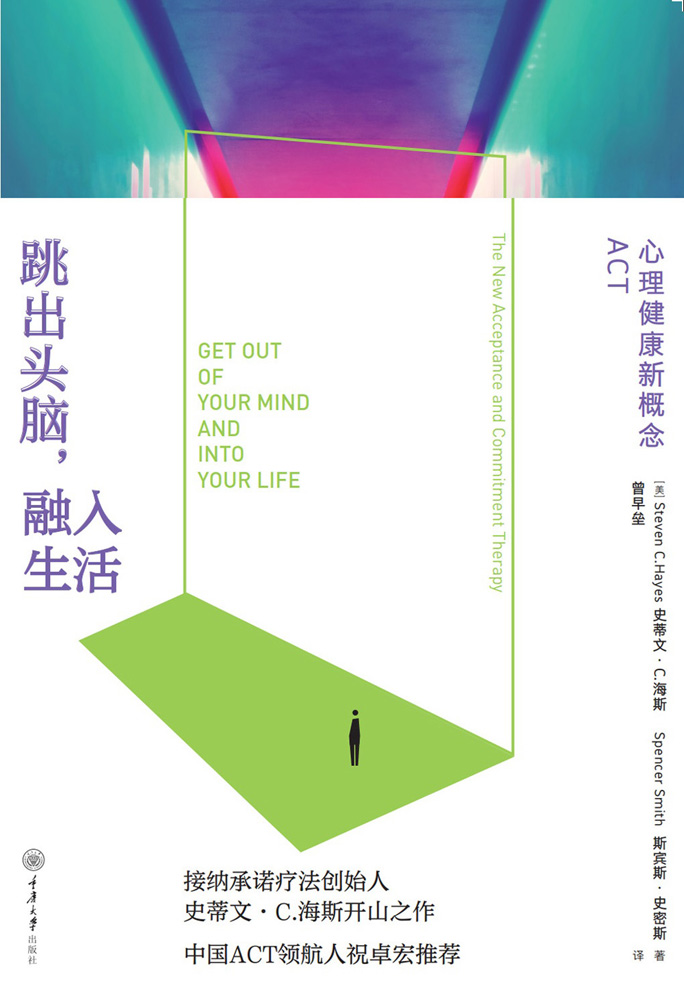 跳出头脑，
融入
生活
GET OUT
OF
YOUR MIND
AND
INTO
YOUR LIFE
The New Acceptance and Commitment Therapy
心理健康新概念
ACT
[美] Steven C.Hayes 史蒂文·C.海斯 Spencer Smith 斯宾斯·史密斯 著
曾早垒 译
接纳承诺疗法创始人
史蒂文·C.海斯开山之作
中国ACT领航人祝卓宏推荐
重庆大学
出版社